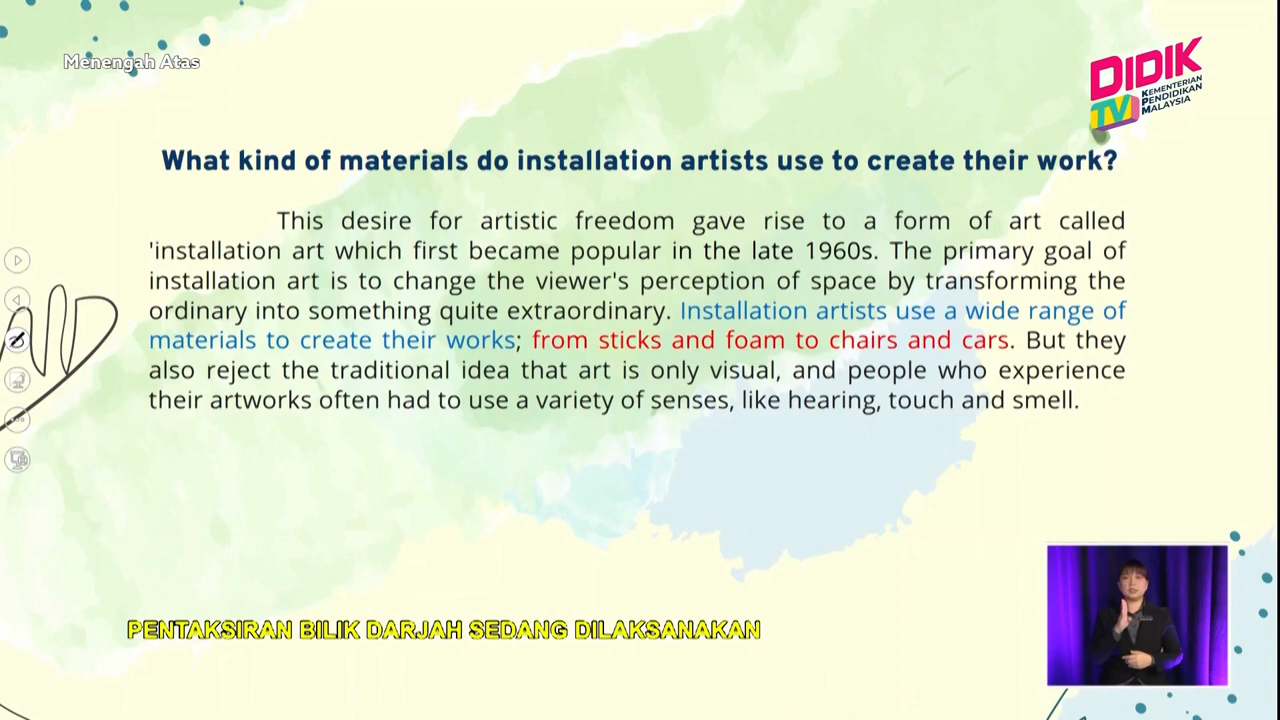 Menengah Atas
DIDIK
TV
KEMENTERIAN
PENDIDIKAN
MALAYSIA
What kind of materials do installation artists use to create their work?
This desire for artistic freedom gave rise to a form of art called
'installation art which first became popular in the late 1960s. The primary goal of
installation art is to change the viewer's perception of space by transforming the
ordinary into something quite extraordinary. Installation artists use a wide range of
materials to create their works; from sticks and foam to chairs and cars. But they
also reject the traditional idea that art is only visual, and people who experience
their artworks often had to use a variety of senses, like hearing, touch and smell.
PENTAKSIRAN BILIK DARJAH SEDANG DILAKSANAKAN